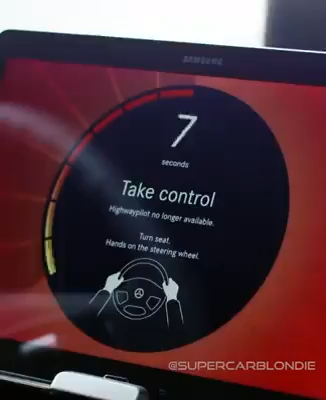 SAMSUNG
7
seconds
Take control
Highwaypilot no longer available.
Turn seat.
Hands on the steering wheel.
@SUPERCARBLONDIE